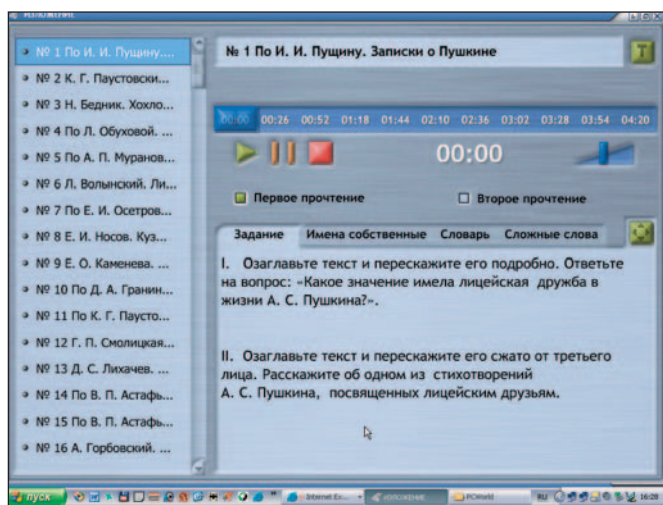 ИЗЛОЖЕНИЕ
№ 1 По И. И. Пущину....
№ 2 К. Г. Паустовски...
№ 3 Н. Бедник. Хохло...
№ 4 По Л. Обуховой. ...
№ 5 По А. П. Муранов...
№ 6 Л. Волынский. Ли...
№ 7 По Е. И. Осетров...
№ 8 Е. И. Носов. Куз...
№ 9 Е. О. Каменева. ...
№ 10 По Д. А. Гранин...
№ 11 По К. Г. Паусто...
№ 12 Г. П. Смолицкая...
№ 13 Д. С. Лихачев. ...
№ 14 По В. П. Астафь...
№ 15 По В. П. Астафь...
№ 16 А. Горбовский. ...
№ 1 По И. И. Пущину. Записки о Пушкине
T
00:00 00:26 00:52 01:18 01:44 02:10 02:36 03:02 03:28 03:54 04:20
00:00
Первое прочтение Второе прочтение
Задание Имена собственные Словарь Сложные слова
I. Озаглавьте текст и перескажите его подробно. Ответьте
на вопрос: «Какое значение имела лицейская дружба в
жизни А. С. Пушкина?».
II. Озаглавьте текст и перескажите его сжато от третьего
лица. Расскажите об одном из стихотворений
А. С. Пушкина, посвященных лицейским друзьям.
пуск Internet Ex... ИЗЛОЖЕНИЕ PCWorld RU 16:28